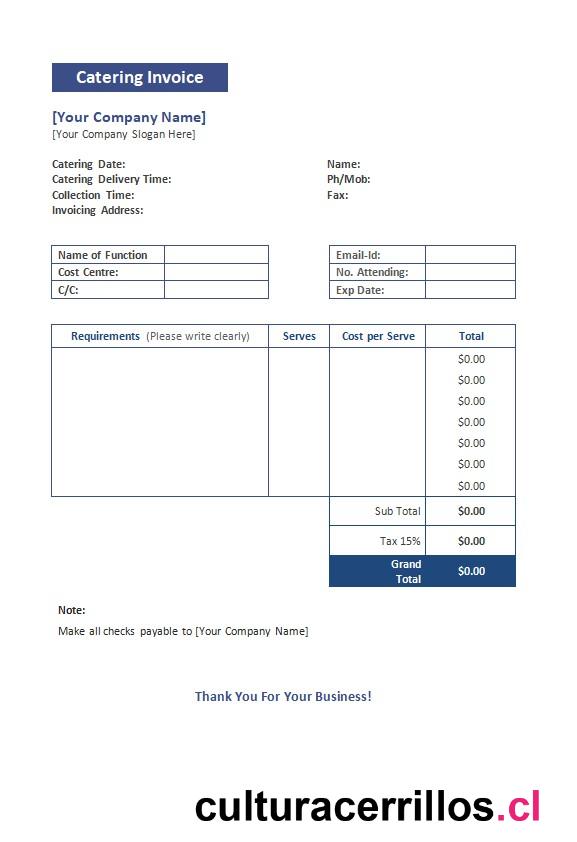 Catering Invoice
[Your Company Name]
[Your Company Slogan Here]
Catering Date:
Catering Delivery Time:
Collection Time:
Invoicing Address:
Name:
Ph/Mob:
Fax:
Name of Function
Cost Centre:
C/C:
Email-Id:
No. Attending:
Exp Date:
Requirements (Please write clearly) Serves Cost per Serve Total
$0.00
$0.00
$0.00
$0.00
$0.00
$0.00
$0.00
Sub Total $0.00
Tax 15% $0.00
Grand
Total $0.00
Note:
Make all checks payable to [Your Company Name]
Thank You For Your Business!
culturacerrillos.cl